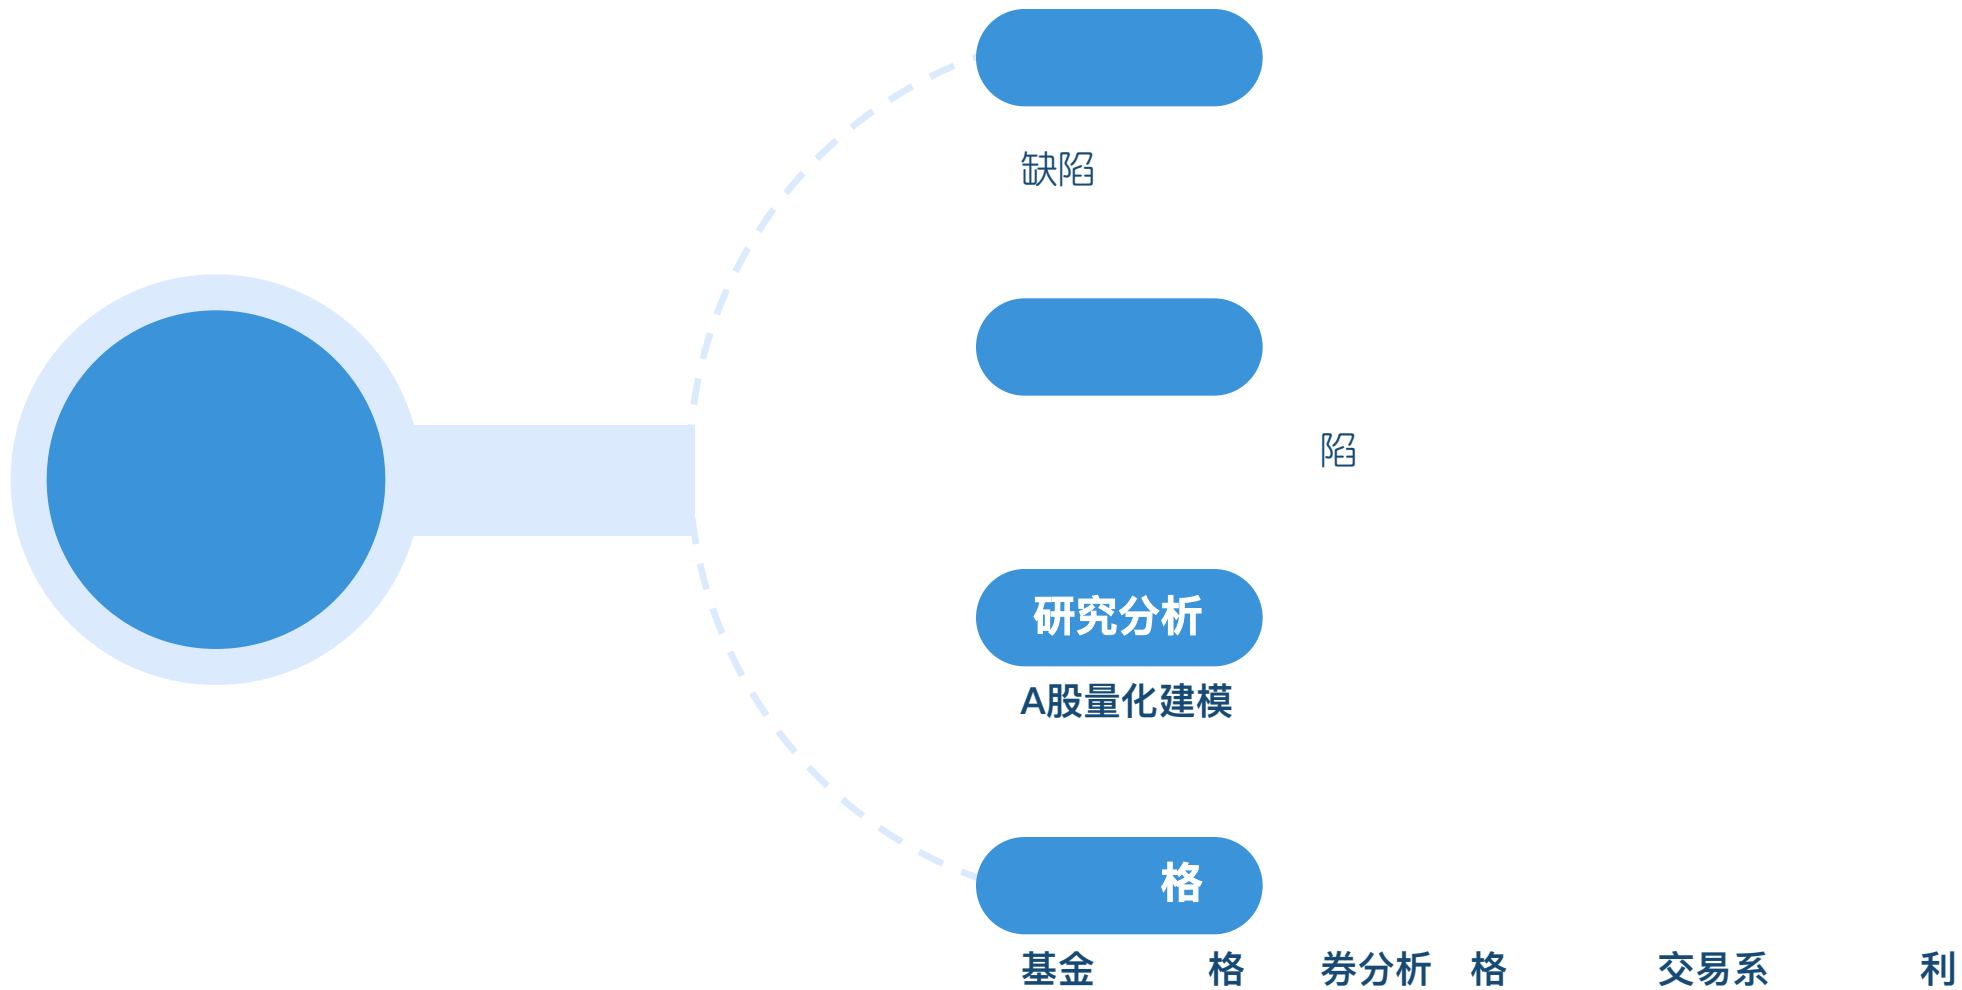 缺陷
陷
研究分析
A股量化建模
格
基金 格 券分析 格 交易系 利